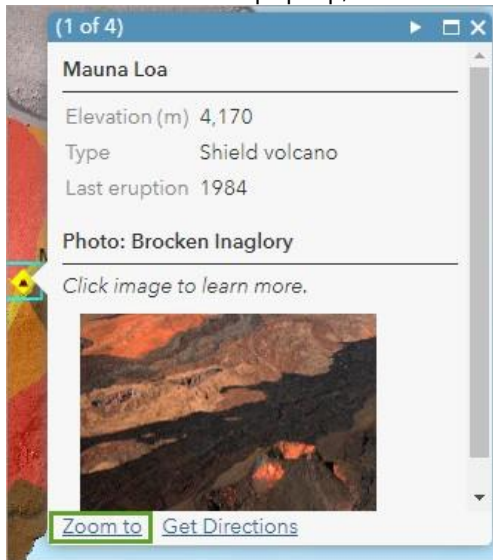 (1 of 4)
Mauna Loa
Elevation (m) 4,170
Type Shield volcano
Last eruption 1984
Photo: Brocken Inaglory
Click image to learn more.
Zoom to Get Directions